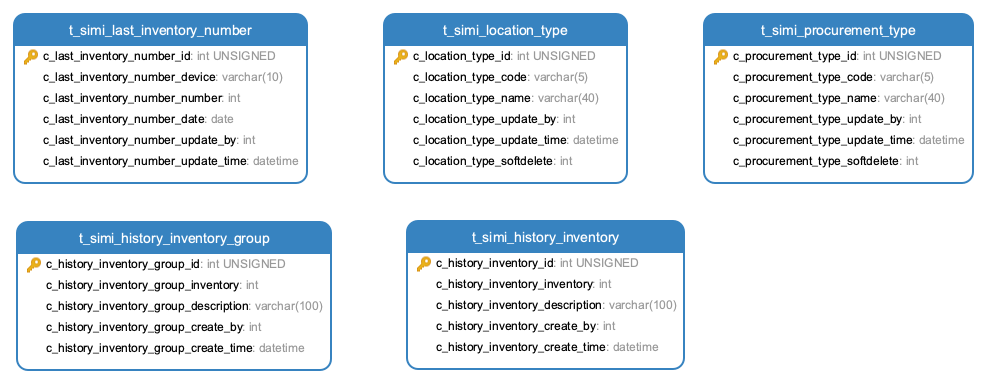 t_simi_last_inventory_number
c_last_inventory_number_id: int UNSIGNED
c_last_inventory_number_device: varchar(10)
c_last_inventory_number_number: int
c_last_inventory_number_date: date
c_last_inventory_number_update_by: int
c_last_inventory_number_update_time: datetime
t_simi_location_type
c_location_type_id: int UNSIGNED
c_location_type_code: varchar(5)
c_location_type_name: varchar(40)
c_location_type_update_by: int
c_location_type_update_time: datetime
c_location_type_softdelete: int
t_simi_procurement_type
c_procurement_type_id: int UNSIGNED
c_procurement_type_code: varchar(5)
c_procurement_type_name: varchar(40)
c_procurement_type_update_by: int
c_procurement_type_update_time: datetime
c_procurement_type_softdelete: int
t_simi_history_inventory_group
c_history_inventory_group_id: int UNSIGNED
c_history_inventory_group_inventory: int
c_history_inventory_group_description: varchar(100)
c_history_inventory_group_create_by: int
c_history_inventory_group_create_time: datetime
t_simi_history_inventory
c_history_inventory_id: int UNSIGNED
c_history_inventory_inventory: int
c_history_inventory_description: varchar(100)
c_history_inventory_create_by: int
c_history_inventory_create_time: datetime